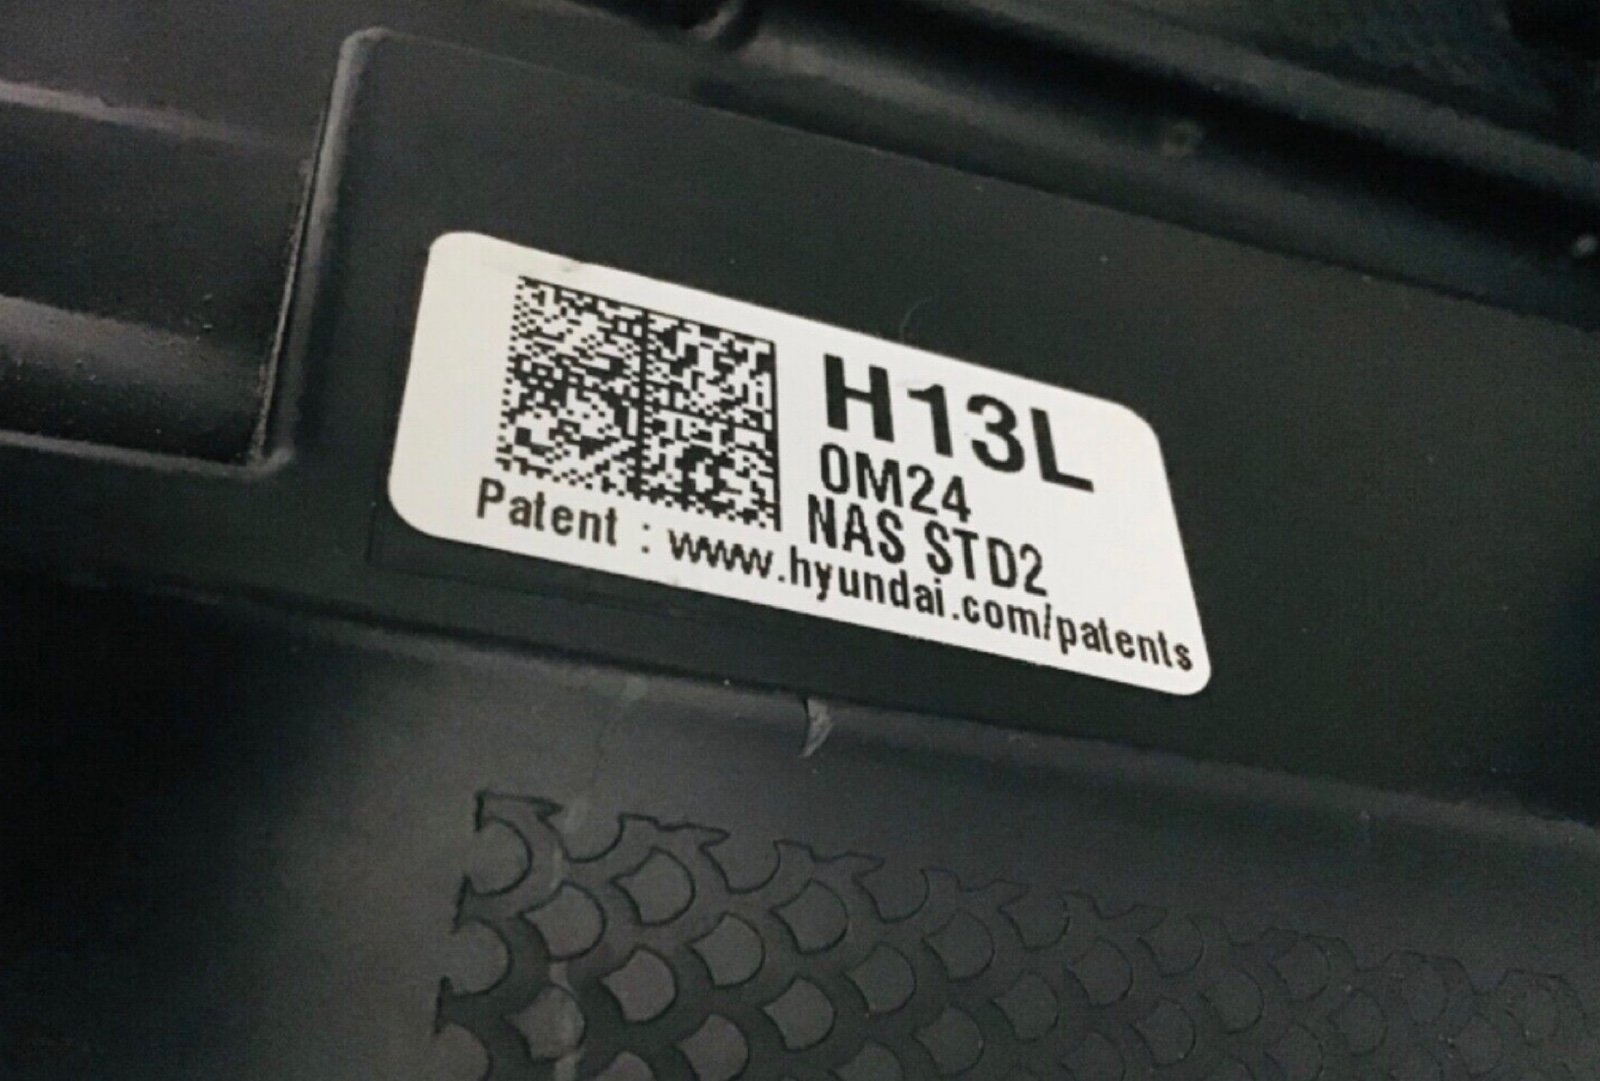 H13L
0M24
NAS STD2
Patent : www.hyundai.com/patents